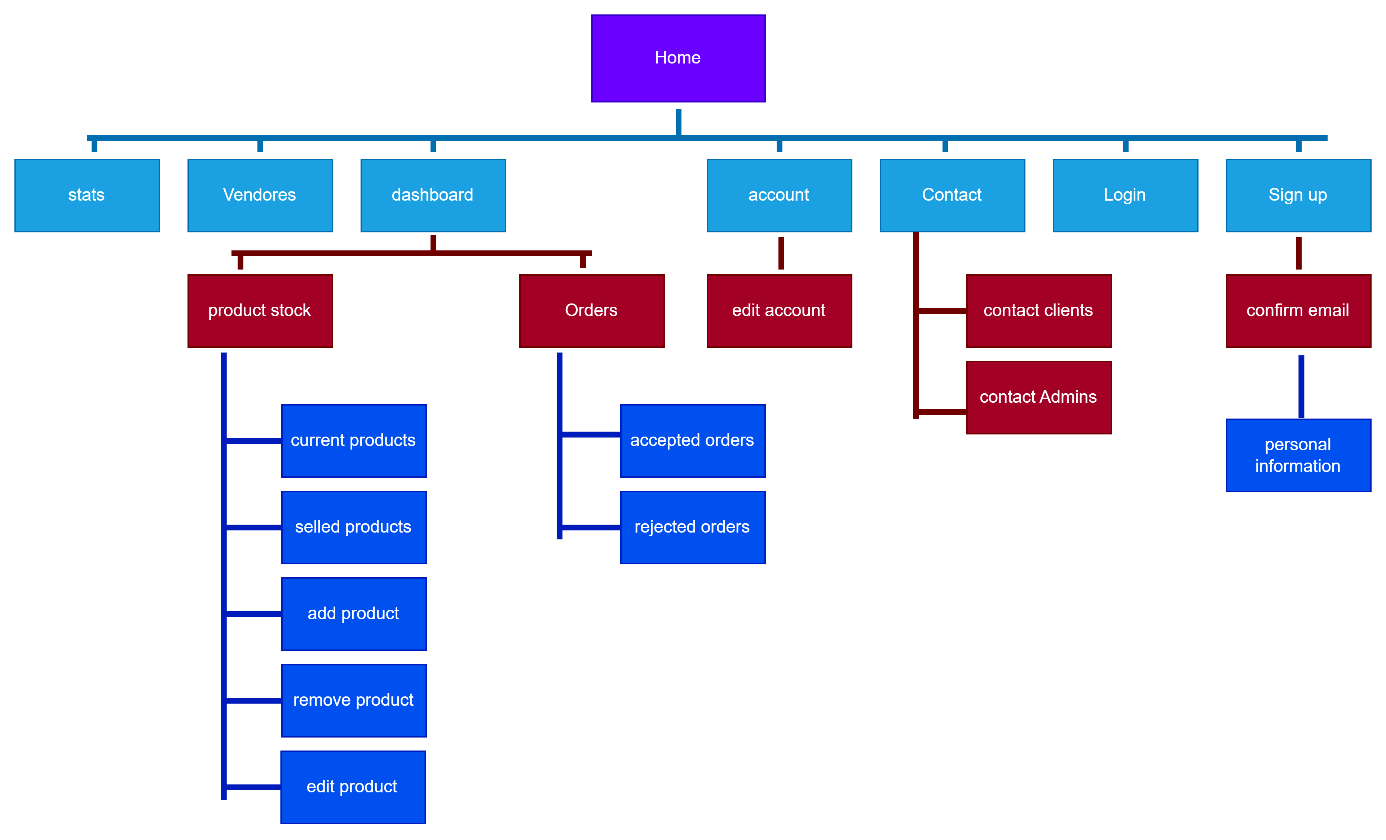 Home
stats
Vendores
dashboard
account
Contact
Login
Sign up
product stock
Orders
edit account
contact clients
confirm email
contact Admins
current products
accepted orders
personal
information
selled products
rejected orders
add product
remove product
edit product